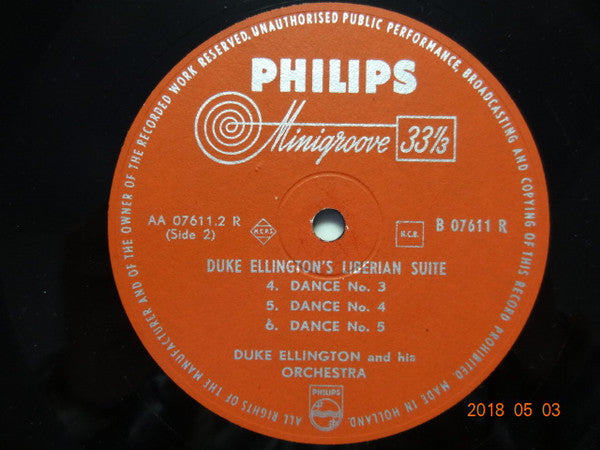 ALL RIGHTS OF THE MANUFACTURER AND OF THE OWNER OF THE RECORDED WORK RESERVED. UNAUTHORISED PUBLIC PERFORMANCE, BROADCASTING AND COPYING OF THIS RECORD PROHIBITED. MADE IN HOLLAND.
PHILIPS
Minigroove 33⅓
AA 07611.2 R
(Side 2)
M.C.P.S.
N.C.B.
B 07611 R
DUKE ELLINGTON'S LIBERIAN SUITE
4. DANCE No. 3
5. DANCE No. 4
6. DANCE No. 5
DUKE ELLINGTON and his
ORCHESTRA
PHILIPS
2018 05 03